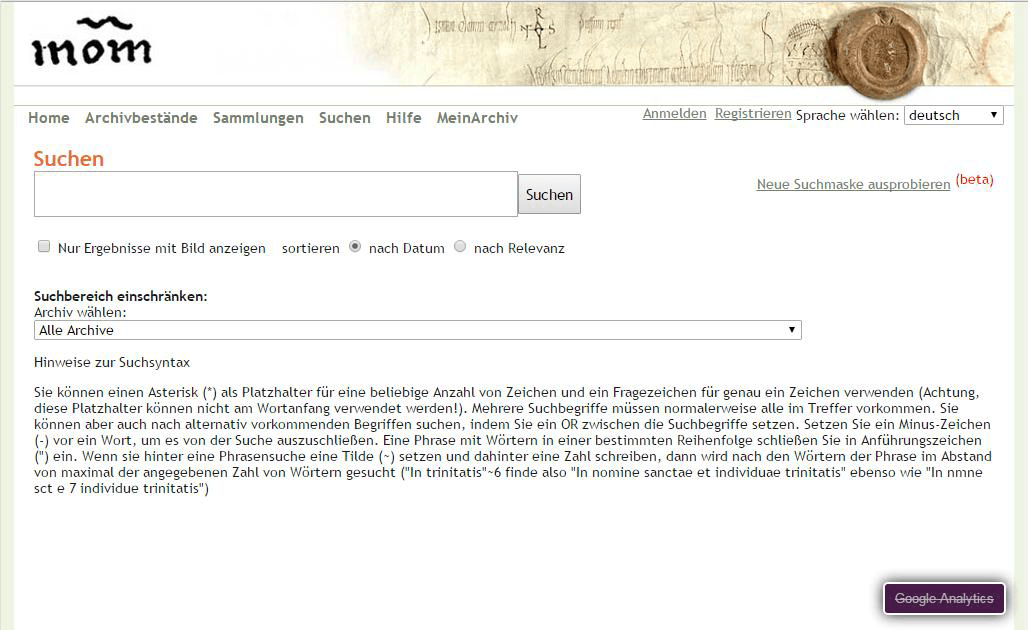 mom
Home Archivbestände Sammlungen Suchen Hilfe MeinArchiv
Anmelden Registrieren Sprache wählen: deutsch
Suchen
Suchen
Neue Suchmaske ausprobieren (beta)
Nur Ergebnisse mit Bild anzeigen sortieren nach Datum nach Relevanz
Suchbereich einschränken:
Archiv wählen:
Alle Archive
Hinweise zur Suchsyntax
Sie können einen Asterisk (*) als Platzhalter für eine beliebige Anzahl von Zeichen und ein Fragezeichen für genau ein Zeichen verwenden (Achtung,
diese Platzhalter können nicht am Wortanfang verwendet werden!). Mehrere Suchbegriffe müssen normalerweise alle im Treffer vorkommen. Sie
können aber auch nach alternativ vorkommenden Begriffen suchen, indem Sie ein OR zwischen die Suchbegriffe setzen. Setzen Sie ein Minus-Zeichen
(-) vor ein Wort, um es von der Suche auszuschließen. Eine Phrase mit Wörtern in einer bestimmten Reihenfolge schließen Sie in Anführungszeichen
(") ein. Wenn sie hinter eine Phrasensuche eine Tilde (~) setzen und dahinter eine Zahl schreiben, dann wird nach den Wörtern der Phrase im Abstand
von maximal der angegebenen Zahl von Wörtern gesucht ("In trinitatis"~6 finde also "In nomine sanctae et individuae trinitatis" ebenso wie "In nmne
sct e 7 individue trinitatis")
Google Analytics